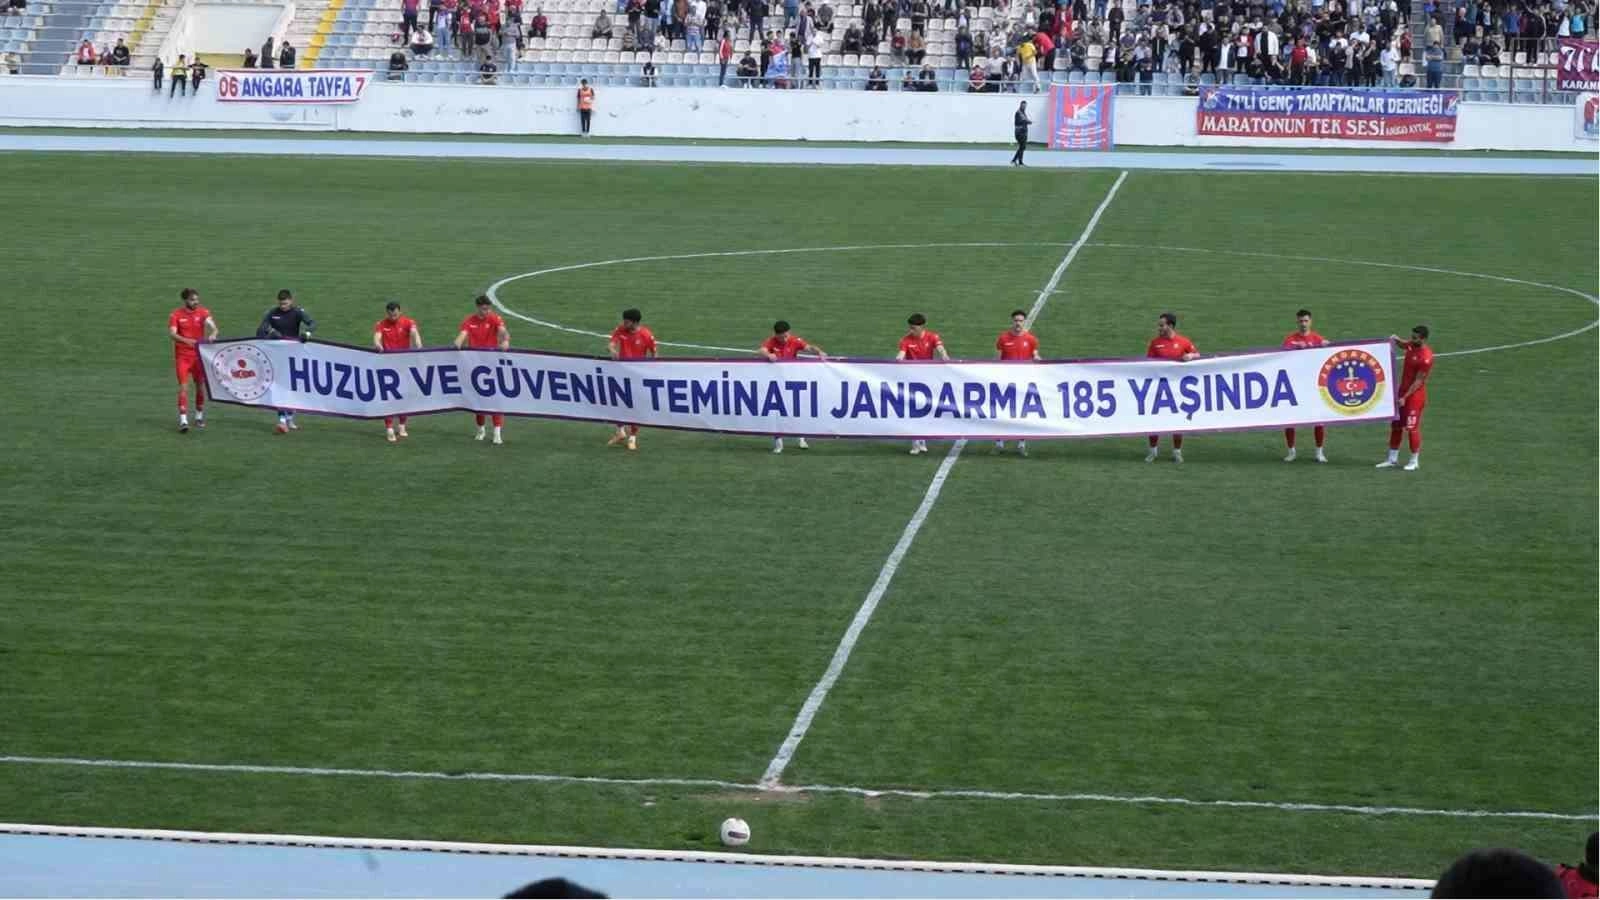 06 ANGARA TAYFA 7
71'Lİ GENÇ TARAFTARLAR DERNEĞİ
MARATONUN TEK SESİ
HUZUR VE GÜVENİN TEMİNATI JANDARMA 185 YAŞINDA
JANDARMA